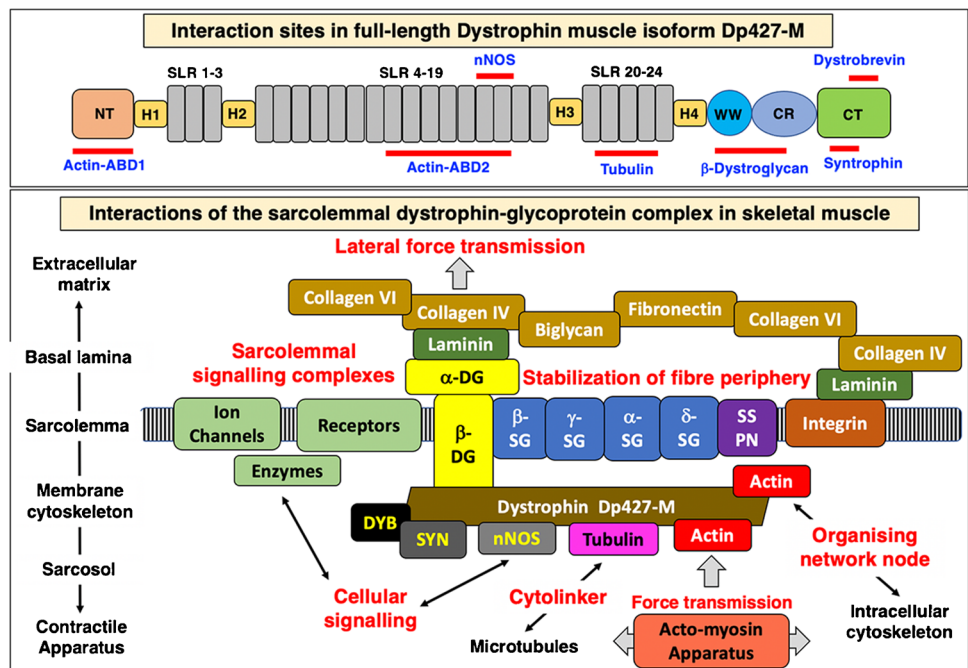 Interaction sites in full-length Dystrophin muscle isoform Dp427-M
nNOS
Dystrobrevin
SLR 1-3
SLR 4-19
SLR 20-24
NT
H1
H2
H3
H4
WW
CR
CT
Actin-ABD1
Actin-ABD2
Tubulin
β-Dystroglycan
Syntrophin
Interactions of the sarcolemmal dystrophin-glycoprotein complex in skeletal muscle
Lateral force transmission
Extracellular
matrix
Basal lamina
Sarcolemma
Membrane
cytoskeleton
Sarcosol
Contractile
Apparatus
Collagen VI
Collagen IV
Biglycan
Fibronectin
Collagen VI
Collagen IV
Laminin
Laminin
Sarcolemmal
signalling complexes
α-DG
Stabilization of fibre periphery
Ion
Channels
Receptors
Enzymes
β-
DG
β-
SG
γ-
SG
α-
SG
δ-
SG
SS
PN
Integrin
Actin
Dystrophin Dp427-M
DYB
SYN
nNOS
Tubulin
Actin
Organising
network node
Cellular
signalling
Cytolinker
Force transmission
Microtubules
Acto-myosin
Apparatus
Intracellular
cytoskeleton